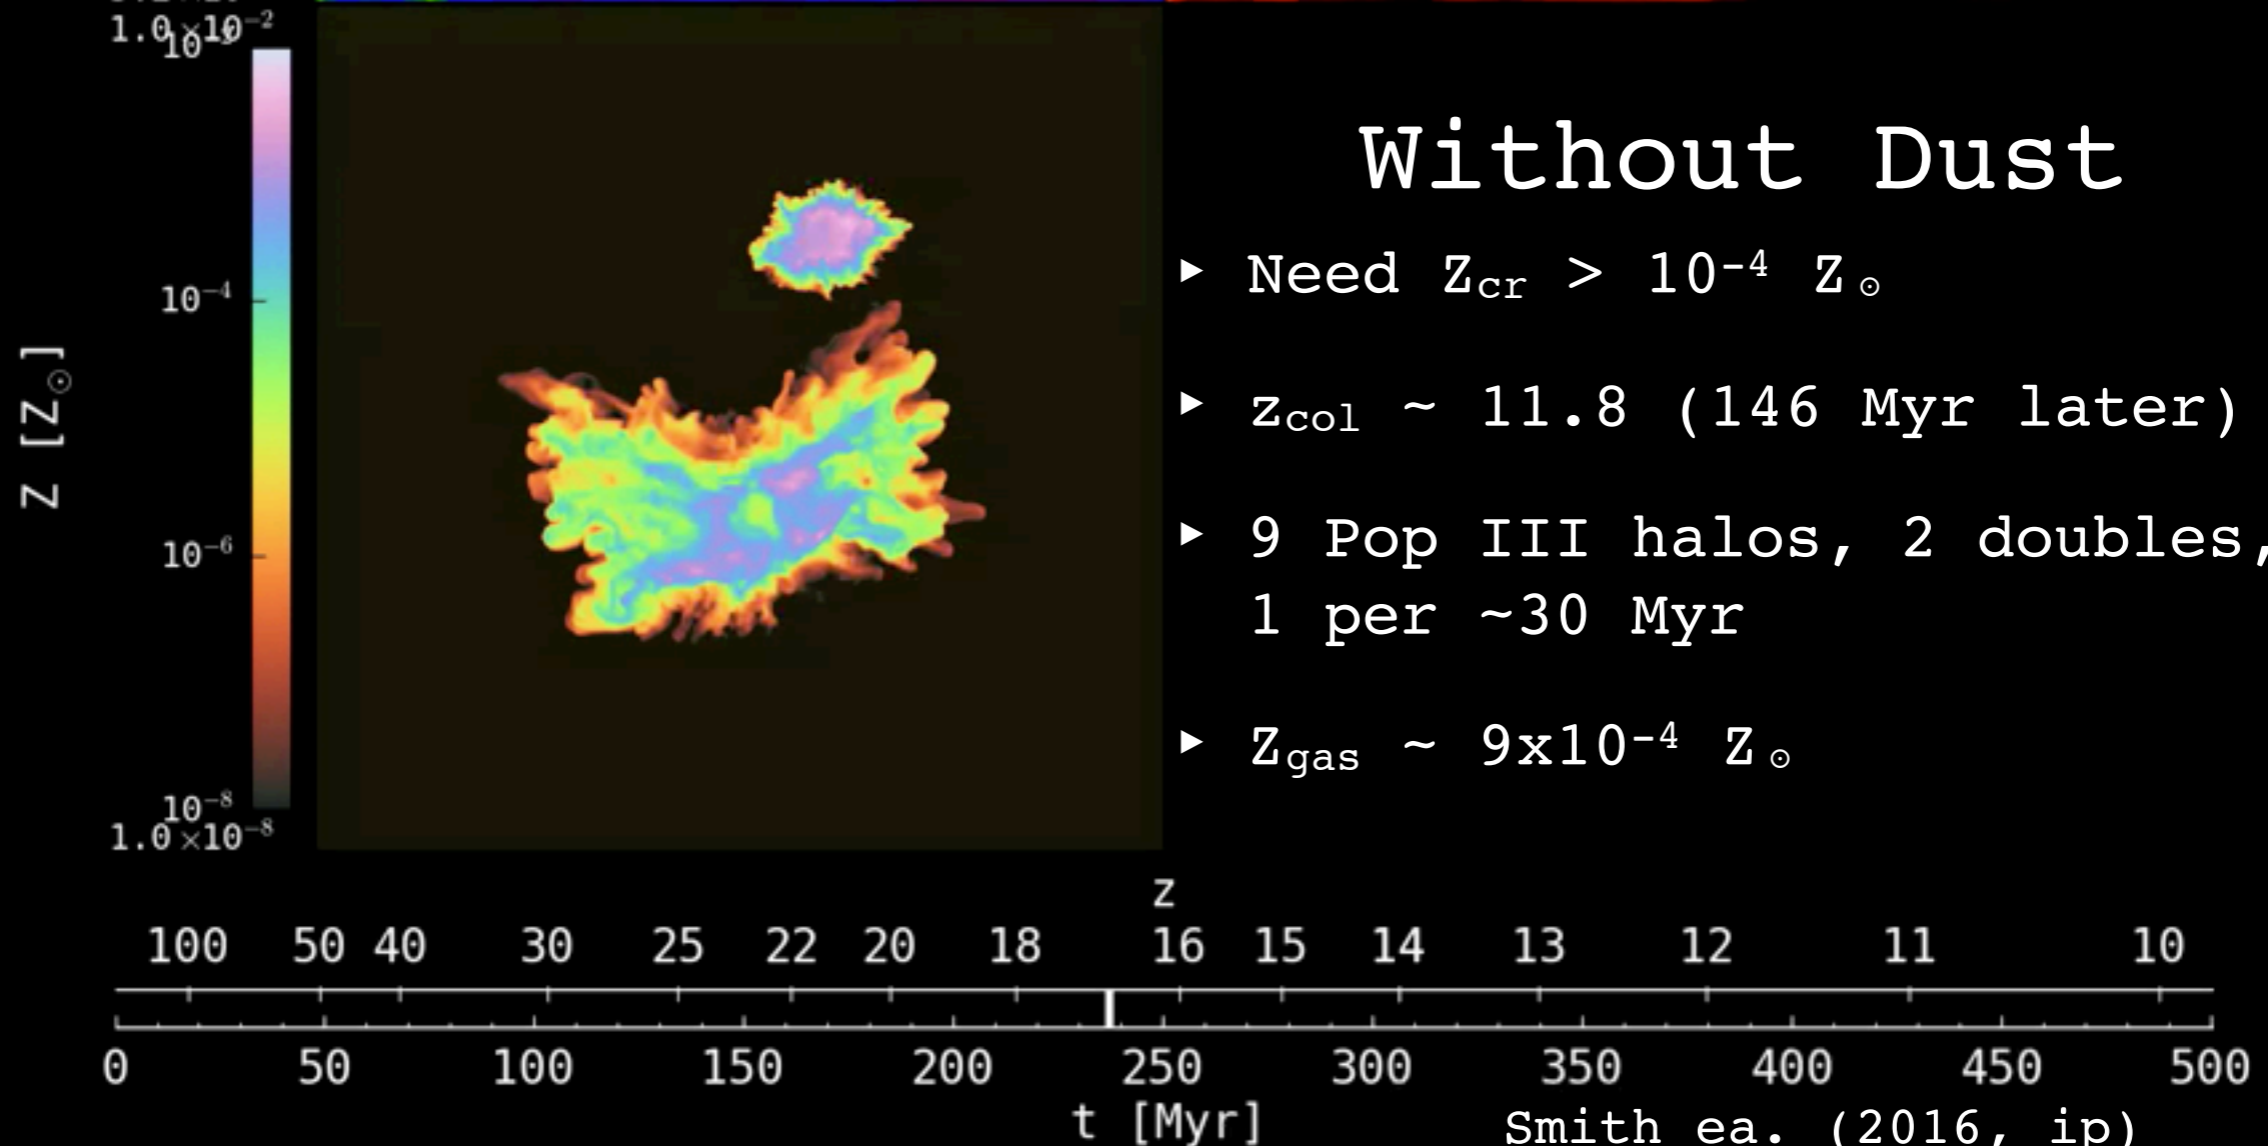 1.0×10⁻²
10⁻⁴
Z [Z☉]
10⁻⁶
10⁻⁸
1.0×10⁻⁸
Without Dust
▸ Need Zcr > 10⁻⁴ Z☉
▸ zcol ~ 11.8 (146 Myr later)
▸ 9 Pop III halos, 2 doubles,
1 per ~30 Myr
▸ Zgas ~ 9x10⁻⁴ Z☉
z
100 50 40 30 25 22 20 18 16 15 14 13 12 11 10
0 50 100 150 200 250 300 350 400 450 500
t [Myr]
Smith ea. (2016, ip)